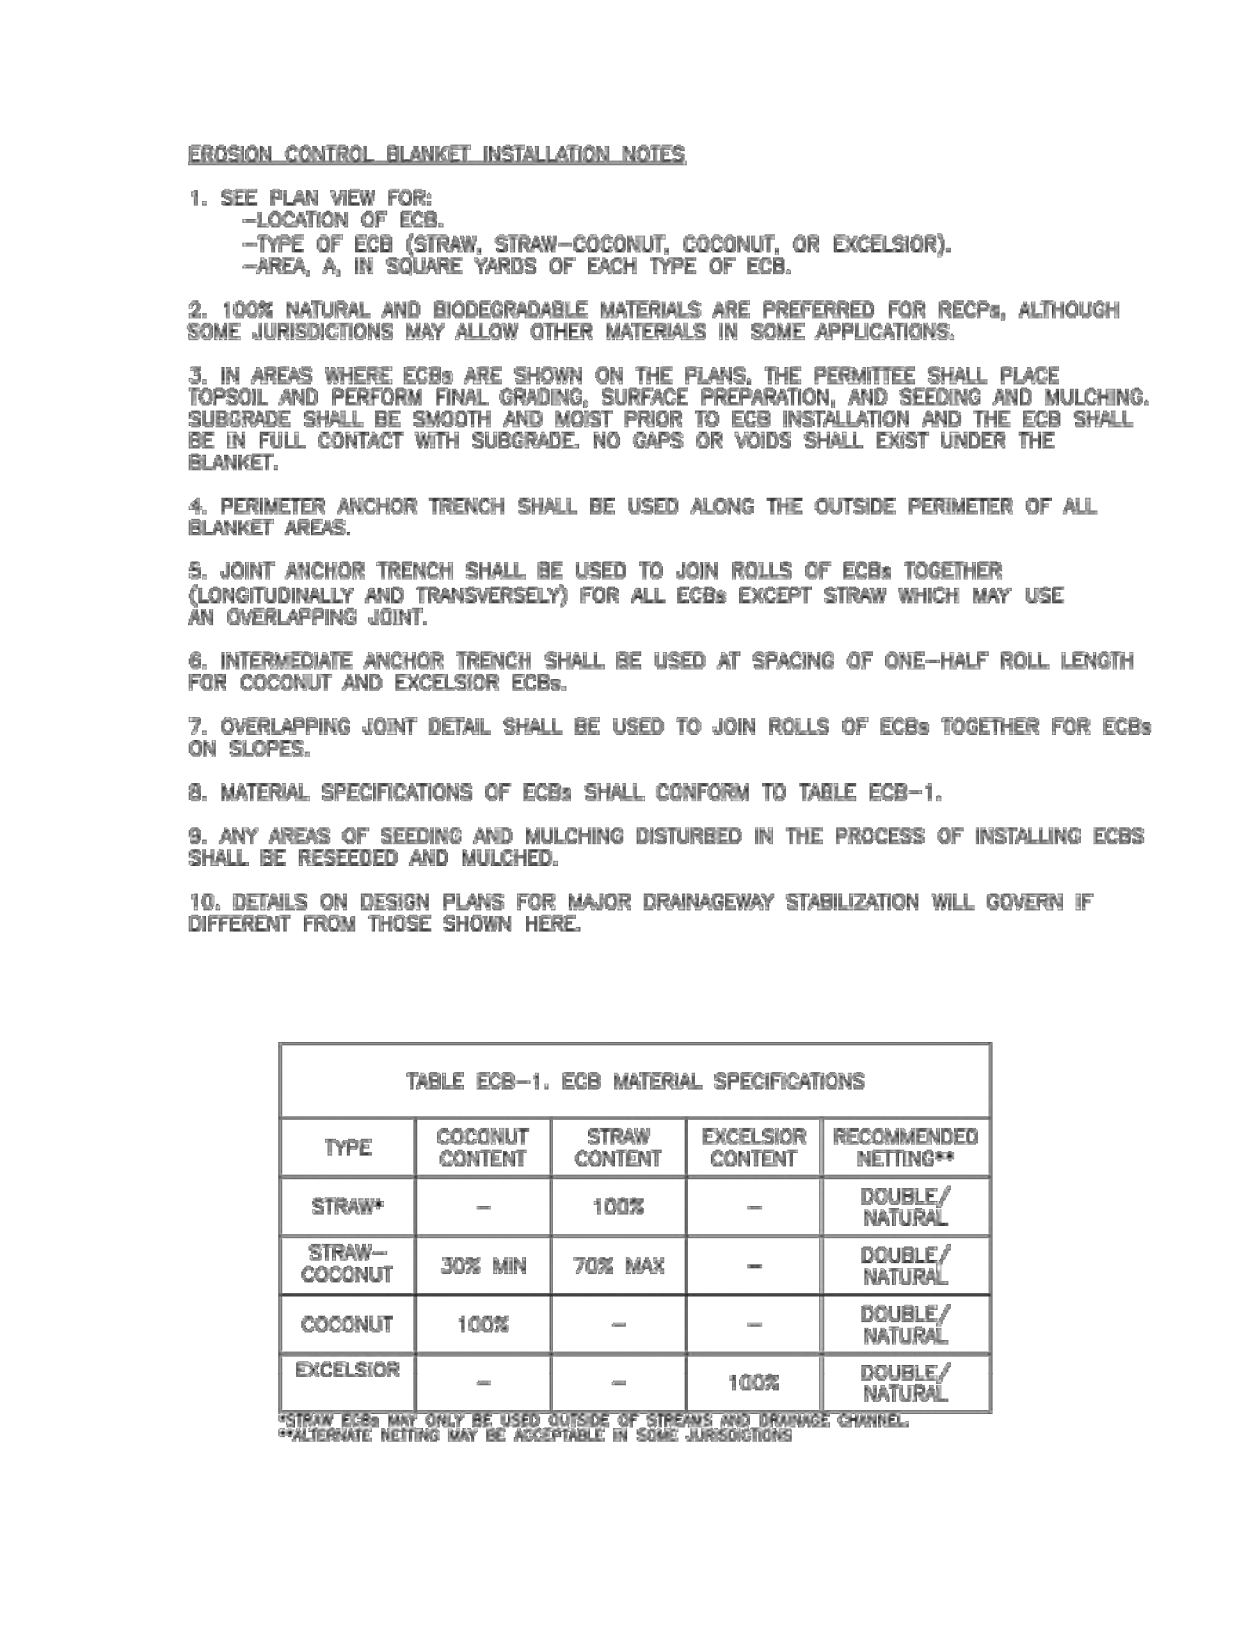 EROSION CONTROL BLANKET INSTALLATION NOTES
1. SEE PLAN VIEW FOR:
-LOCATION OF ECB.
-TYPE OF ECB (STRAW, STRAW-COCONUT, COCONUT, OR EXCELSIOR).
-AREA, A, IN SQUARE YARDS OF EACH TYPE OF ECB.
2. 100% NATURAL AND BIODEGRADABLE MATERIALS ARE PREFERRED FOR RECPs, ALTHOUGH
SOME JURISDICTIONS MAY ALLOW OTHER MATERIALS IN SOME APPLICATIONS.
3. IN AREAS WHERE ECBs ARE SHOWN ON THE PLANS, THE PERMITTEE SHALL PLACE
TOPSOIL AND PERFORM FINAL GRADING, SURFACE PREPARATION, AND SEEDING AND MULCHING.
SUBGRADE SHALL BE SMOOTH AND MOIST PRIOR TO ECB INSTALLATION AND THE ECB SHALL
BE IN FULL CONTACT WITH SUBGRADE. NO GAPS OR VOIDS SHALL EXIST UNDER THE
BLANKET.
4. PERIMETER ANCHOR TRENCH SHALL BE USED ALONG THE OUTSIDE PERIMETER OF ALL
BLANKET AREAS.
5. JOINT ANCHOR TRENCH SHALL BE USED TO JOIN ROLLS OF ECBs TOGETHER
(LONGITUDINALLY AND TRANSVERSELY) FOR ALL ECBs EXCEPT STRAW WHICH MAY USE
AN OVERLAPPING JOINT.
6. INTERMEDIATE ANCHOR TRENCH SHALL BE USED AT SPACING OF ONE-HALF ROLL LENGTH
FOR COCONUT AND EXCELSIOR ECBs.
7. OVERLAPPING JOINT DETAIL SHALL BE USED TO JOIN ROLLS OF ECBs TOGETHER FOR ECBs
ON SLOPES.
8. MATERIAL SPECIFICATIONS OF ECBs SHALL CONFORM TO TABLE ECB-1.
9. ANY AREAS OF SEEDING AND MULCHING DISTURBED IN THE PROCESS OF INSTALLING ECBS
SHALL BE RESEEDED AND MULCHED.
10. DETAILS ON DESIGN PLANS FOR MAJOR DRAINAGEWAY STABILIZATION WILL GOVERN IF
DIFFERENT FROM THOSE SHOWN HERE.
TABLE ECB-1. ECB MATERIAL SPECIFICATIONS
TYPE COCONUT CONTENT STRAW CONTENT EXCELSIOR CONTENT RECOMMENDED NETTING**
STRAW* - 100% - DOUBLE/ NATURAL
STRAW- COCONUT 30% MIN 70% MAX - DOUBLE/ NATURAL
COCONUT 100% - - DOUBLE/ NATURAL
EXCELSIOR - - 100% DOUBLE/ NATURAL
*STRAW ECBs MAY ONLY BE USED OUTSIDE OF STREAMS AND DRAINAGE CHANNEL.
**ALTERNATE NETTING MAY BE ACCEPTABLE IN SOME JURISDICTIONS